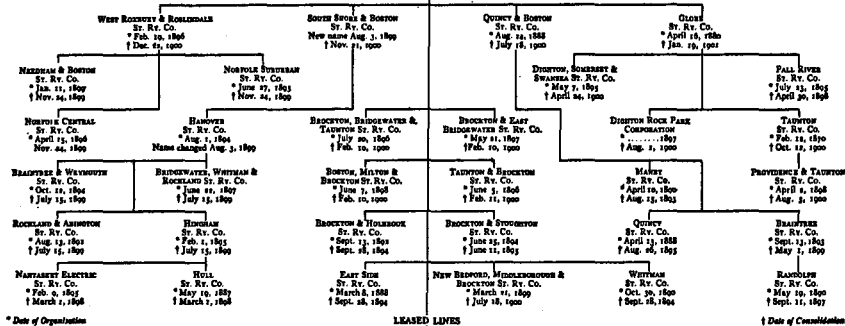 WEST ROXBURY & ROSLINDALE
ST. RY. CO.
* Feb. 19, 1896
† Dec. 21, 1900
SOUTH SHORE & BOSTON
ST. RY. CO.
New name Aug. 3, 1899
† Nov. 21, 1900
QUINCY & BOSTON
ST. RY. CO.
* Aug. 24, 1888
† July 18, 1900
GLOBE
ST. RY. CO.
* April 16, 1880
† Jan. 19, 1901
NEEDHAM & BOSTON
ST. RY. CO.
* Jan. 11, 1897
† Nov. 24, 1899
NORFOLK SUBURBAN
ST. RY. CO.
* June 27, 1893
† Nov. 24, 1899
DIGHTON, SOMERSET &
SWANSEA ST. RY. CO.
* May 7, 1895
† April 24, 1900
FALL RIVER
ST. RY. CO.
* July 23, 1895
† April 30, 1898
NORFOLK CENTRAL
ST. RY. CO.
* April 15, 1896
Nov. 24, 1899
HANOVER
ST. RY. CO.
* Aug. 1, 1894
Name changed Aug. 3, 1899
BROCKTON, BRIDGEWATER &
TAUNTON ST. RY. CO.
* July 20, 1896
† Feb. 10, 1900
BROCKTON & EAST
BRIDGEWATER ST. RY. CO.
* May 21, 1897
† Feb. 10, 1900
DIGHTON ROCK PARK
CORPORATION
* ........1897
† Aug. 1, 1900
TAUNTON
ST. RY. CO.
* Feb. 12, 1870
† Oct. 12, 1900
BRAINTREE & WEYMOUTH
ST. RY. CO.
* Oct. 12, 1894
† July 15, 1899
BRIDGEWATER, WHITMAN &
ROCKLAND ST. RY. CO.
* June 22, 1897
† July 15, 1899
BOSTON, MILTON &
BROCKTON ST. RY. CO.
* June 7, 1898
† Feb. 10, 1900
TAUNTON & BROCKTON
ST. RY. CO.
* June 5, 1896
† Feb. 11, 1900
MANET
ST. RY. CO.
* April 10, 1890
† Aug. 15, 1893
PROVIDENCE & TAUNTON
ST. RY. CO.
* April 2, 1898
† Aug. 3, 1900
ROCKLAND & ABINGTON
ST. RY. CO.
* Aug. 13, 1892
† July 15, 1899
HINGHAM
ST. RY. CO.
* Feb. 1, 1895
† July 15, 1899
BROCKTON & HOLBROOK
ST. RY. CO.
* Sept. 13, 1892
† Sept. 28, 1894
BROCKTON & STOUGHTON
ST. RY. CO.
* June 25, 1894
† June 11, 1895
QUINCY
ST. RY. CO.
* April 13, 1888
† Aug. 26, 1895
BRAINTREE
ST. RY. CO.
* Sept. 13, 1893
† May 1, 1899
NANTASKET ELECTRIC
ST. RY. CO.
* Feb. 9, 1895
† March 1, 1898
HULL
ST. RY. CO.
* May 19, 1887
† March 1, 1898
EAST SIDE
ST. RY. CO.
* March 8, 1888
† Sept. 28, 1894
NEW BEDFORD, MIDDLEBOROUGH &
BROCKTON ST. RY. CO.
* March 21, 1899
† July 18, 1900
WHITMAN
ST. RY. CO.
* Oct. 30, 1890
† Sept. 28, 1894
RANDOLPH
ST. RY. CO.
* May 29, 1890
† Sept. 11, 1897
* Date of Organization
LEASED LINES
† Date of Consolidation